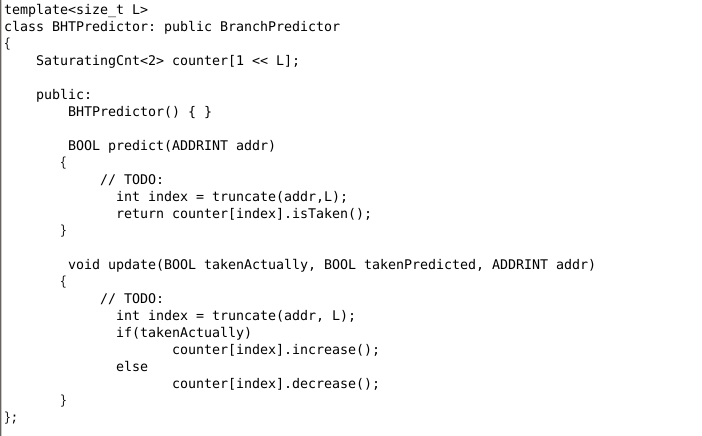 template<size_t L>
class BHTPredictor: public BranchPredictor
{
    SaturatingCnt<2> counter[1 << L];

    public:
        BHTPredictor() { }

        BOOL predict(ADDRINT addr)
       {
            // TODO:
              int index = truncate(addr,L);
              return counter[index].isTaken();
       }

        void update(BOOL takenActually, BOOL takenPredicted, ADDRINT addr)
       {
            // TODO:
              int index = truncate(addr, L);
              if(takenActually)
                     counter[index].increase();
              else
                     counter[index].decrease();
       }
};